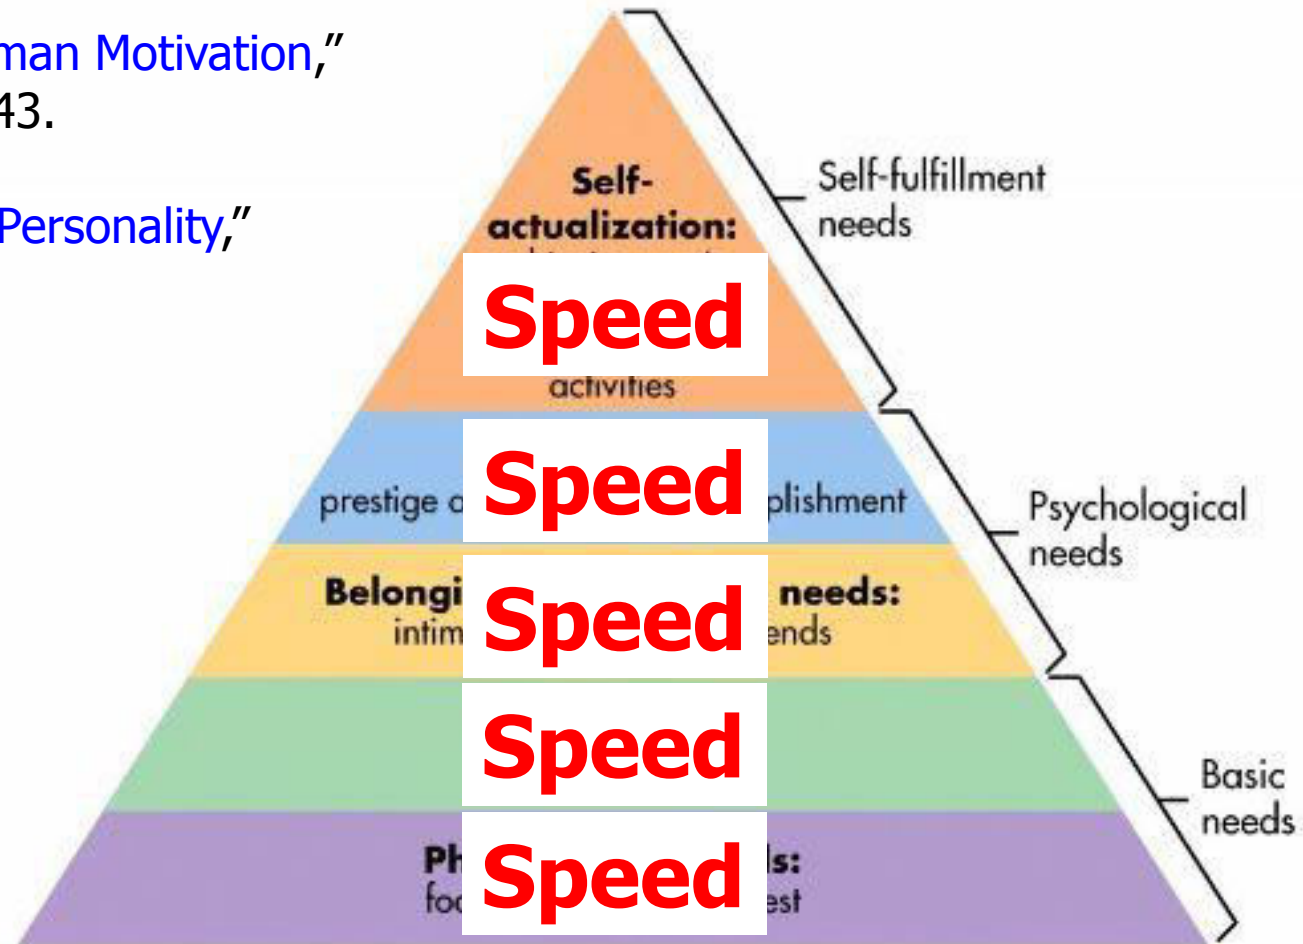 man Motivation,”
43.
Personality,”
Self-
actualization:
Speed
activities
Self-fulfillment
needs
Speed
prestige a plishment
Psychological
needs
Belongi needs:
Speed
intim ends
Speed
Basic
needs
Ph s:
Speed
foo est